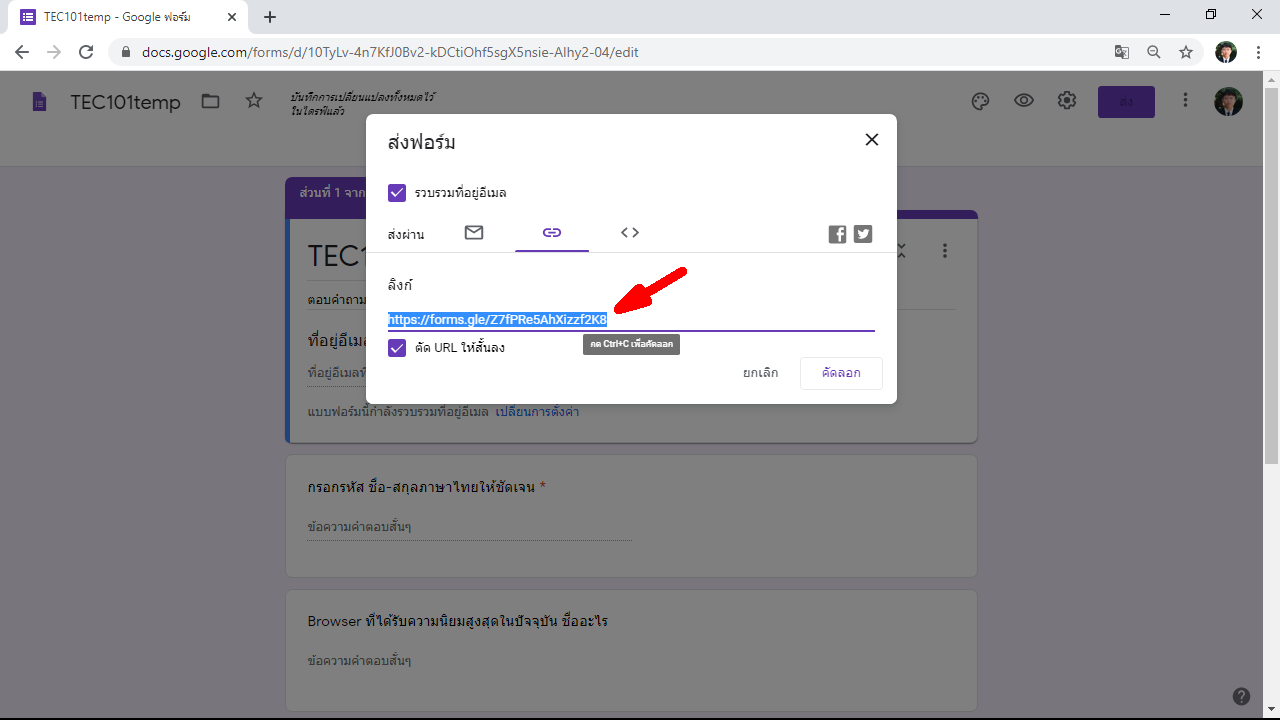 TEC101temp - Google ฟอร์ม
docs.google.com/forms/d/10TyLv-4n7KfJ0Bv2-kDCtiOhf5sgX5nsie-Alhy2-04/edit
TEC101temp
บันทึกการเปลี่ยนแปลงทั้งหมดไว้
ในไดรฟ์แล้ว
ส่ง
ส่งฟอร์ม
รวบรวมที่อยู่อีเมล
ส่วนที่ 1 จาก
ส่งผ่าน
TEC1
ลิงก์
ตอบคำถาม
https://forms.gle/Z7fPRe5AhXizzf2K8
กด Ctrl+C เพื่อคัดลอก
ที่อยู่อีเมล
ตัด URL ให้สั้นลง
ที่อยู่อีเมลที่
ยกเลิก
คัดลอก
แบบฟอร์มนี้กำลังรวบรวมที่อยู่อีเมล เปลี่ยนการตั้งค่า
กรอกรหัส ชื่อ-สกุลภาษาไทยให้ชัดเจน *
ข้อความคำตอบสั้นๆ
Browser ที่ได้รับความนิยมสูงสุดในปัจจุบัน ชื่ออะไร
ข้อความคำตอบสั้นๆ